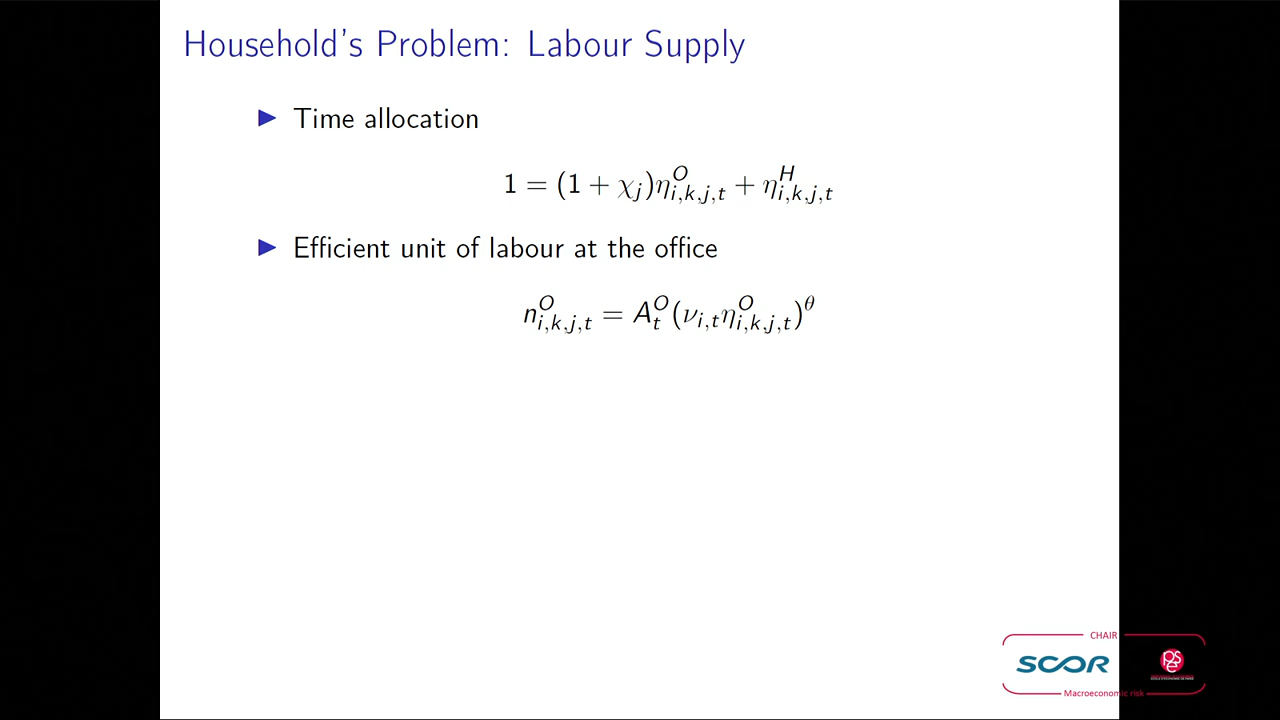 Household's Problem: Labour Supply
▶ Time allocation
1 = (1 + χ_j)η^O_{i,k,j,t} + η^H_{i,k,j,t}
▶ Efficient unit of labour at the office
n^O_{i,k,j,t} = A^O_t(ν_{i,t}η^O_{i,k,j,t})^θ
CHAIR
SCOR
PSE
Macroeconomic risk